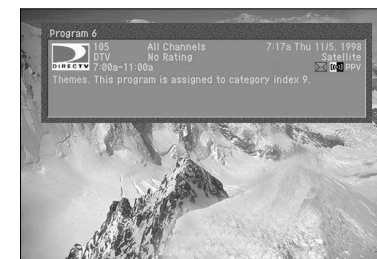 Program 6
105 All Channels 7:17a Thu 11/5, 1998
DTV No Rating Satellite
DIRECTV 7:00a-11:00a PPV
Themes. This program is assigned to category index 9.